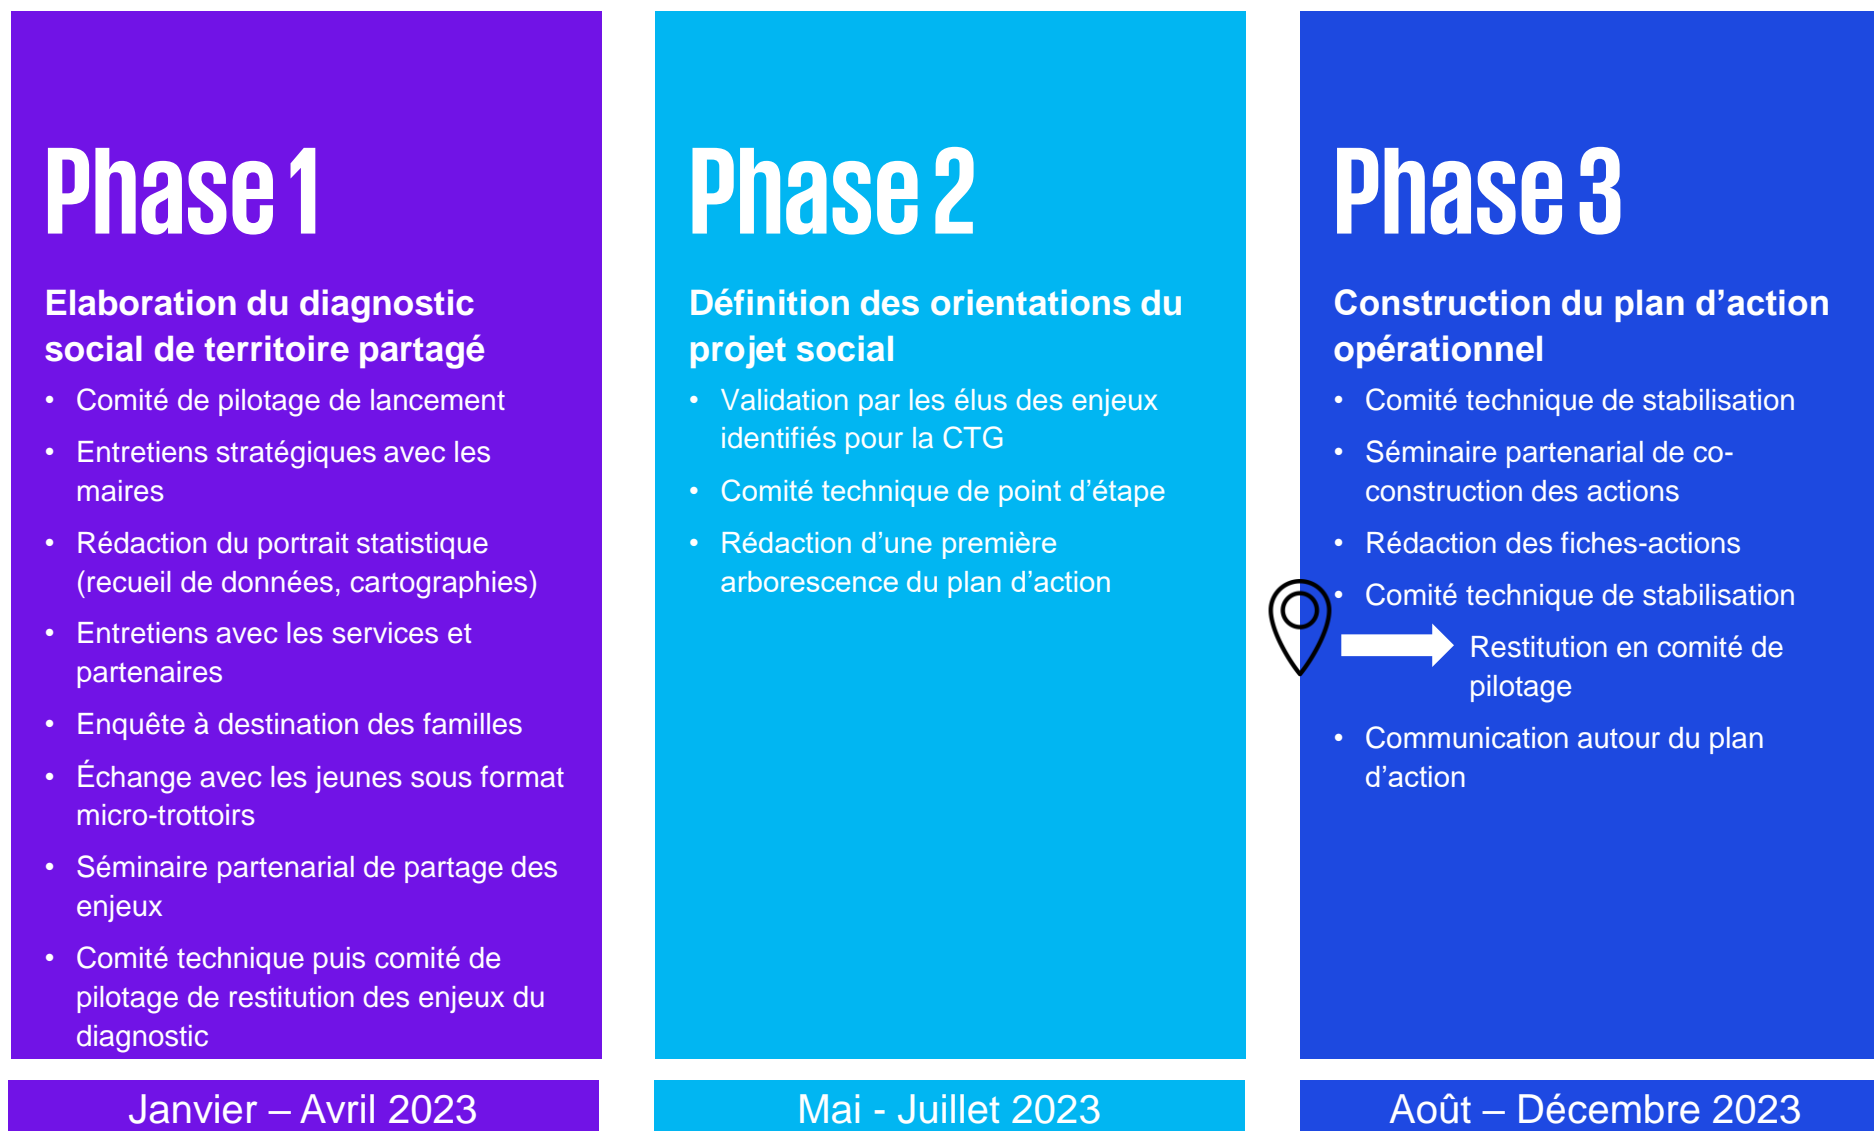 Phase 1
Elaboration du diagnostic
social de territoire partagé
• Comité de pilotage de lancement
• Entretiens stratégiques avec les
maires
• Rédaction du portrait statistique
(recueil de données, cartographies)
• Entretiens avec les services et
partenaires
• Enquête à destination des familles
• Échange avec les jeunes sous format
micro-trottoirs
• Séminaire partenarial de partage des
enjeux
• Comité technique puis comité de
pilotage de restitution des enjeux du
diagnostic
Janvier – Avril 2023
Phase 2
Définition des orientations du
projet social
• Validation par les élus des enjeux
identifiés pour la CTG
• Comité technique de point d’étape
• Rédaction d’une première
arborescence du plan d’action
Mai - Juillet 2023
Phase 3
Construction du plan d’action
opérationnel
• Comité technique de stabilisation
• Séminaire partenarial de co-
construction des actions
• Rédaction des fiches-actions
• Comité technique de stabilisation
Restitution en comité de
pilotage
• Communication autour du plan
d’action
Août – Décembre 2023